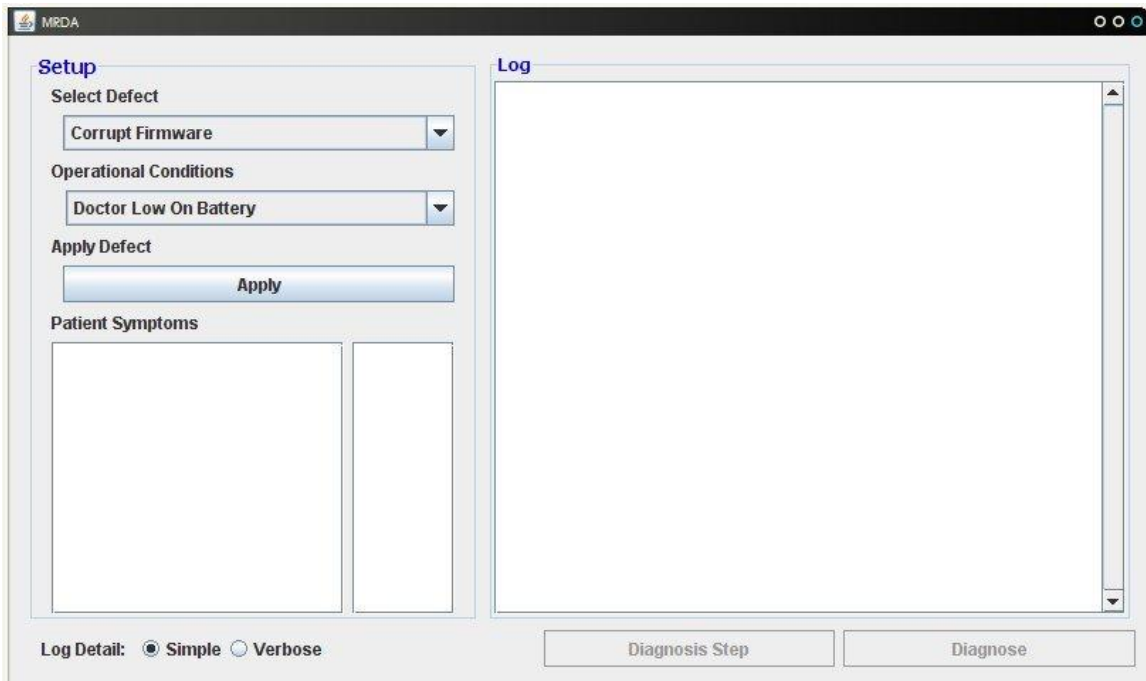 MRDA
Setup
Select Defect
Corrupt Firmware
Operational Conditions
Doctor Low On Battery
Apply Defect
Apply
Patient Symptoms
Log
Log Detail: Simple Verbose
Diagnosis Step
Diagnose